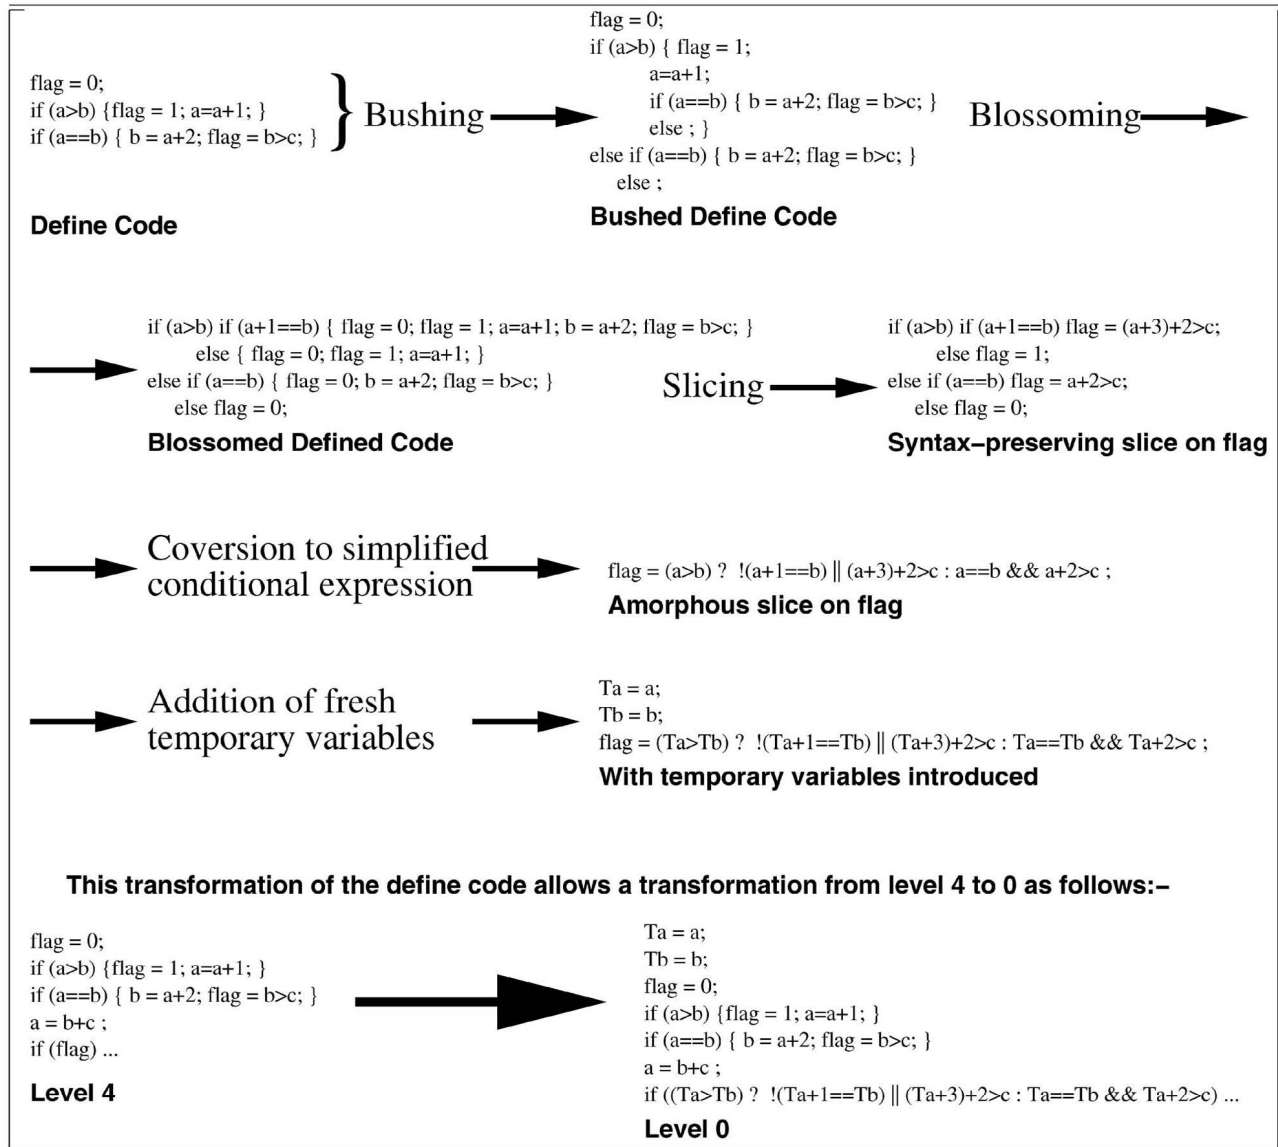 flag = 0;
if (a>b) {flag = 1; a=a+1; }
if (a==b) { b = a+2; flag = b>c; }
Define Code
Bushing
flag = 0;
if (a>b) { flag = 1;
a=a+1;
if (a==b) { b = a+2; flag = b>c; }
else ; }
else if (a==b) { b = a+2; flag = b>c; }
else ;
Bushed Define Code
Blossoming
if (a>b) if (a+1==b) { flag = 0; flag = 1; a=a+1; b = a+2; flag = b>c; }
else { flag = 0; flag = 1; a=a+1; }
else if (a==b) { flag = 0; b = a+2; flag = b>c; }
else flag = 0;
Blossomed Defined Code
Slicing
if (a>b) if (a+1==b) flag = (a+3)+2>c;
else flag = 1;
else if (a==b) flag = a+2>c;
else flag = 0;
Syntax−preserving slice on flag
Coversion to simplified
conditional expression
flag = (a>b) ? !(a+1==b) || (a+3)+2>c : a==b && a+2>c ;
Amorphous slice on flag
Addition of fresh
temporary variables
Ta = a;
Tb = b;
flag = (Ta>Tb) ? !(Ta+1==Tb) || (Ta+3)+2>c : Ta==Tb && Ta+2>c ;
With temporary variables introduced
This transformation of the define code allows a transformation from level 4 to 0 as follows:−
flag = 0;
if (a>b) {flag = 1; a=a+1; }
if (a==b) { b = a+2; flag = b>c; }
a = b+c ;
if (flag) ...
Level 4
Ta = a;
Tb = b;
flag = 0;
if (a>b) {flag = 1; a=a+1; }
if (a==b) { b = a+2; flag = b>c; }
a = b+c ;
if ((Ta>Tb) ? !(Ta+1==Tb) || (Ta+3)+2>c : Ta==Tb && Ta+2>c) ...
Level 0